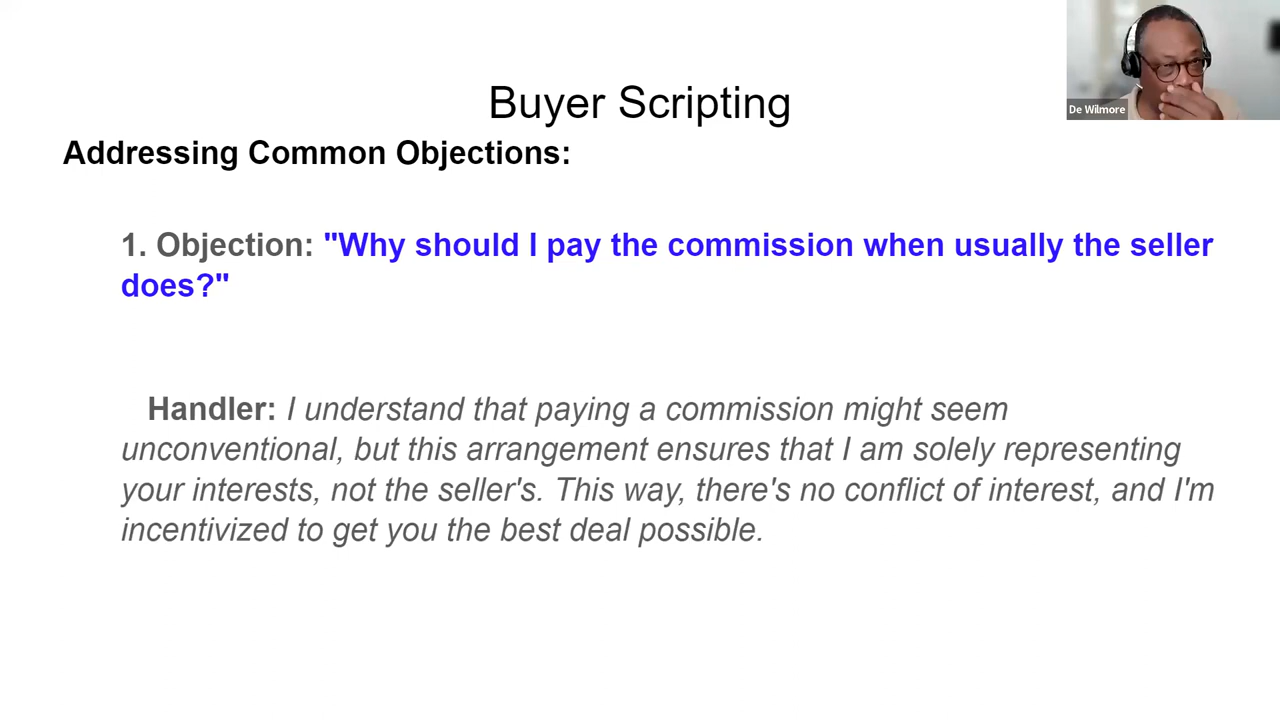 Buyer Scripting
De Wilmore
Addressing Common Objections:
1. Objection: "Why should I pay the commission when usually the seller
does?"
Handler: I understand that paying a commission might seem
unconventional, but this arrangement ensures that I am solely representing
your interests, not the seller's. This way, there's no conflict of interest, and I'm
incentivized to get you the best deal possible.